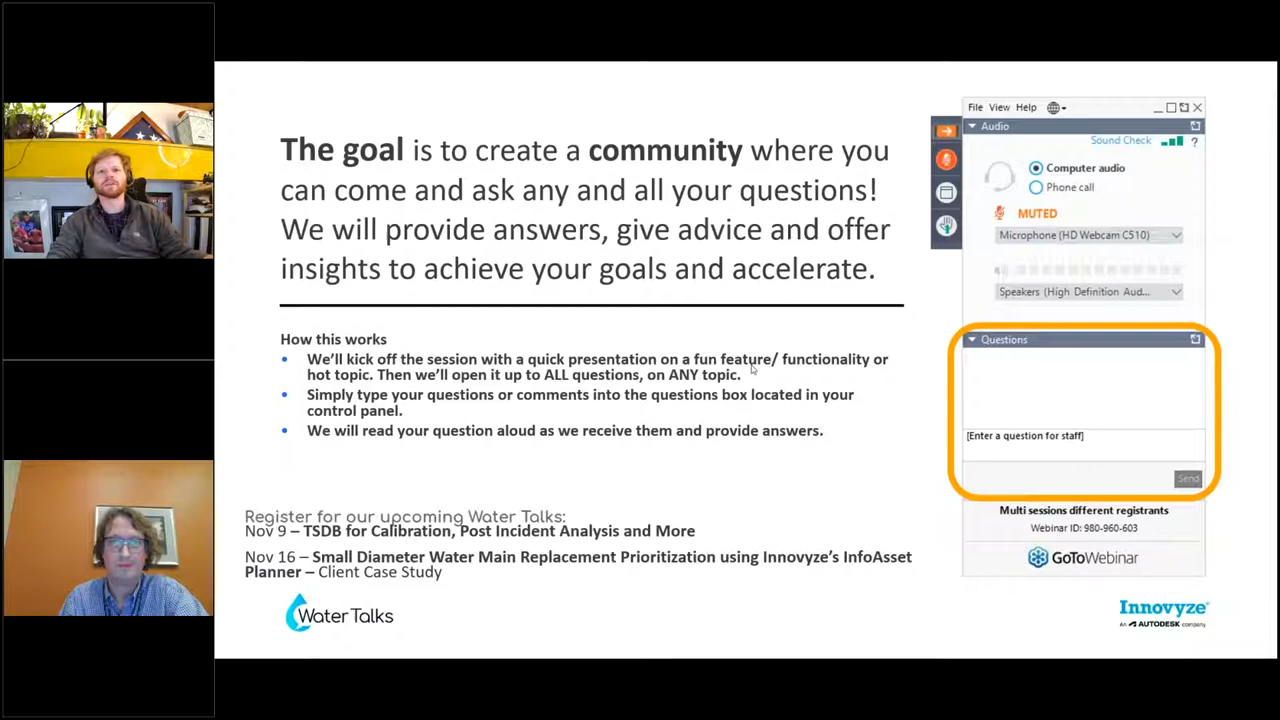 The goal is to create a community where you
can come and ask any and all your questions!
We will provide answers, give advice and offer
insights to achieve your goals and accelerate.
How this works
• We'll kick off the session with a quick presentation on a fun feature/ functionality or
hot topic. Then we'll open it up to ALL questions, on ANY topic.
• Simply type your questions or comments into the questions box located in your
control panel.
• We will read your question aloud as we receive them and provide answers.
Register for our upcoming Water Talks:
Nov 9 – TSDB for Calibration, Post Incident Analysis and More
Nov 16 – Small Diameter Water Main Replacement Prioritization using Innovyze's InfoAsset
Planner – Client Case Study
Water Talks
File View Help
Audio
Sound Check ?
Computer audio
Phone call
MUTED
Microphone (HD Webcam C510)
Speakers (High Definition Aud...
Questions
[Enter a question for staff]
Send
Multi sessions different registrants
Webinar ID: 980-960-603
GoToWebinar
Innovyze®
An AUTODESK company